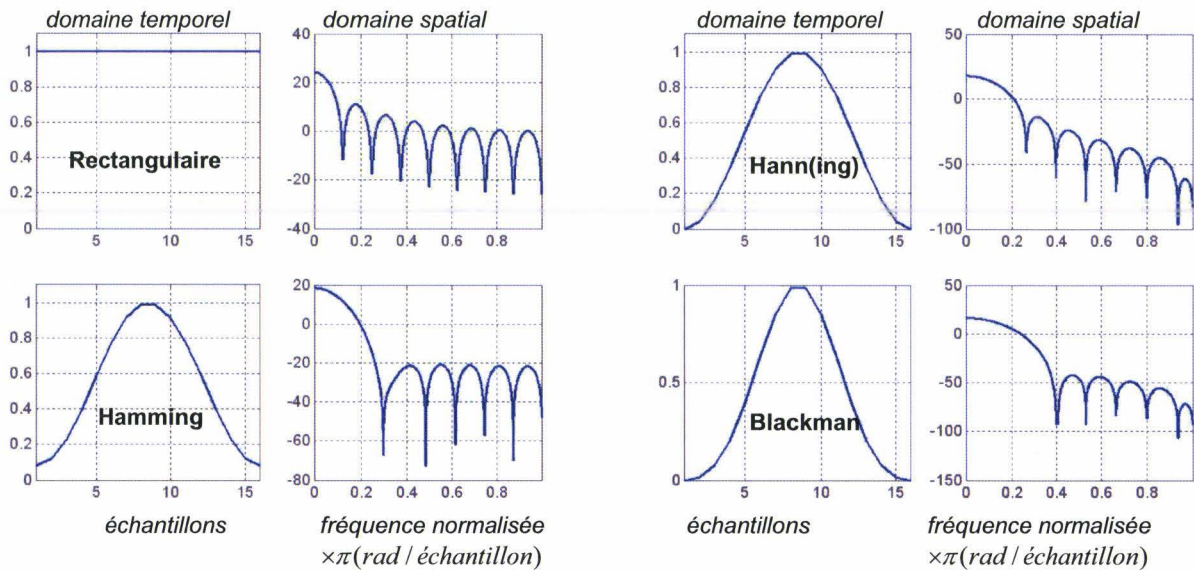 domaine temporel domaine spatial domaine temporel domaine spatial
1
0.8
0.6
0.4
0.2
0
5 10 15
Rectangulaire
40
20
0
-20
-40
0 0.2 0.4 0.6 0.8
1
0.8
0.6
0.4
0.2
0
5 10 15
Hann(ing)
50
0
-50
-100
0 0.2 0.4 0.6 0.8
1
0.8
0.6
0.4
0.2
0
5 10 15
Hamming
20
0
-20
-40
-60
-80
0 0.2 0.4 0.6 0.8
1
0.5
0
5 10 15
Blackman
50
0
-50
-100
-150
0 0.2 0.4 0.6 0.8
échantillons fréquence normalisée échantillons fréquence normalisée
×π(rad / échantillon) ×π(rad / échantillon)